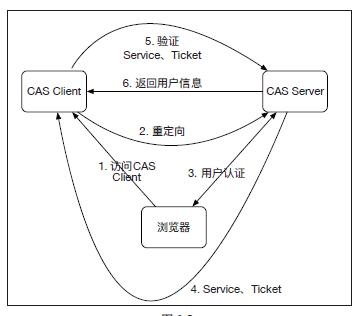 5. 验证
Service、Ticket
6. 返回用户信息
CAS Client
CAS Server
2. 重定向
1. 访问CAS
Client
3. 用户认证
浏览器
4. Service、Ticket